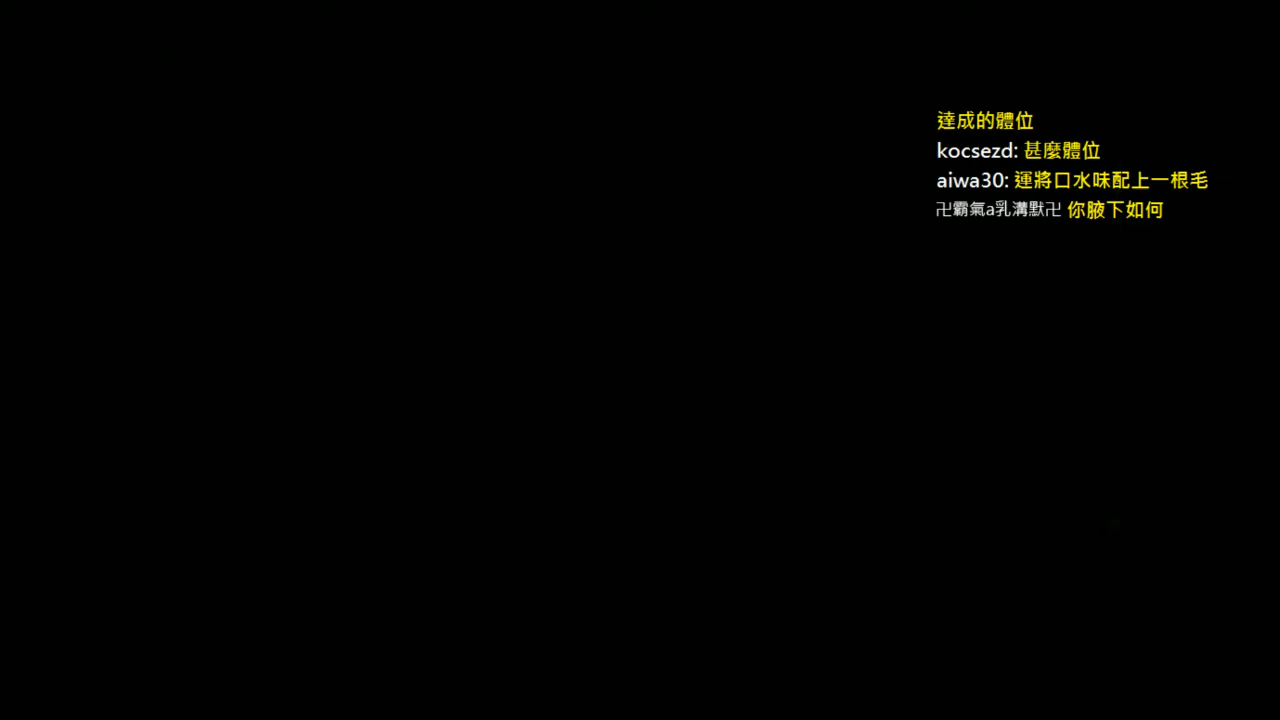 達成的體位
kocsezd: 甚麼體位
aiwa30: 運將口水味配上一根毛
卍霸氣a乳溝默卍 你腋下如何